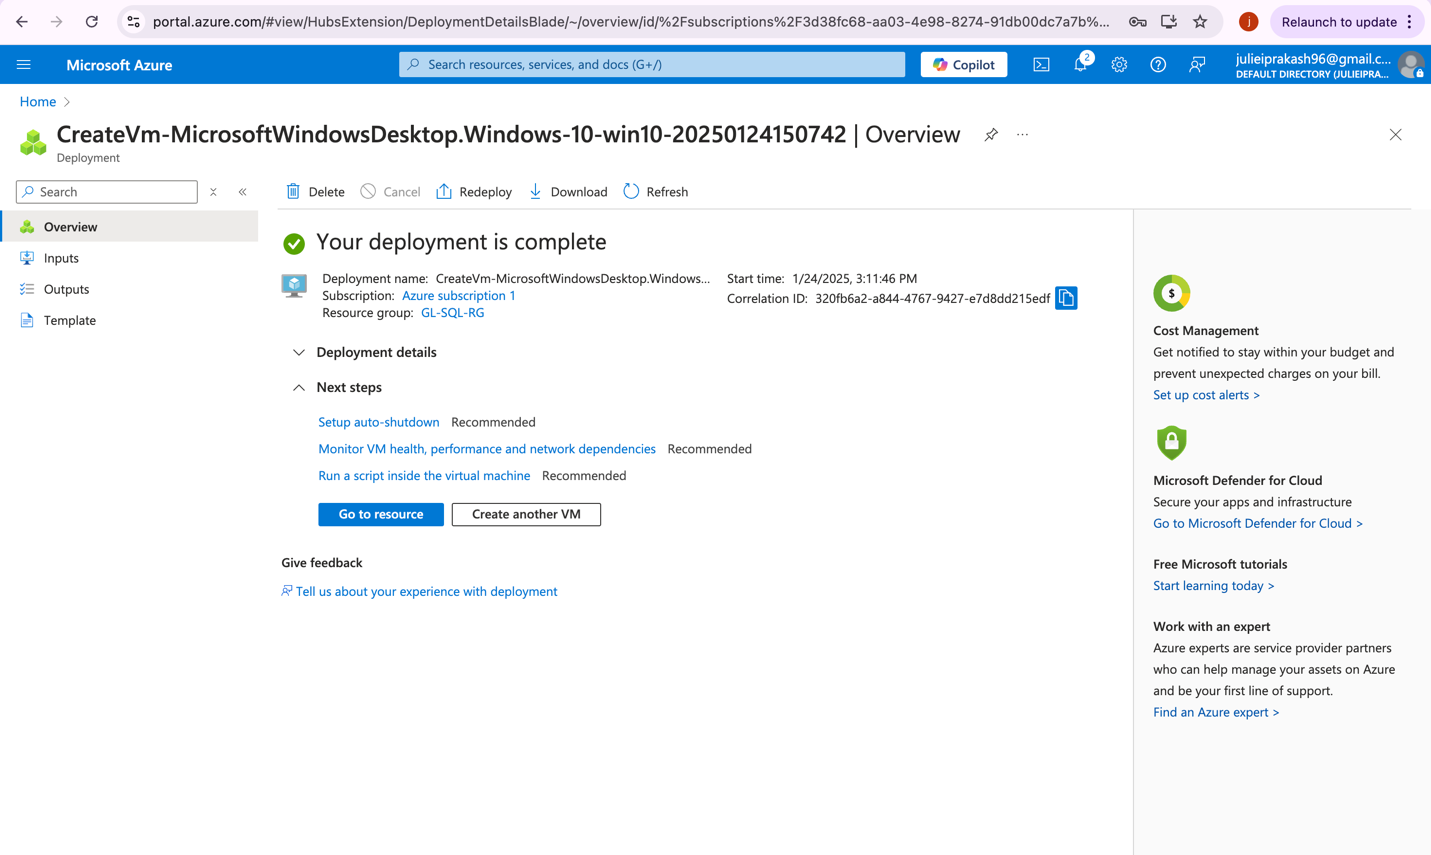 portal.azure.com/#view/HubsExtension/DeploymentDetailsBlade/~/overview/id/%2Fsubscriptions%2F3d38fc68-aa03-4e98-8274-91db00dc7a7b%...
j
Relaunch to update
Microsoft Azure
Search resources, services, and docs (G+/)
Copilot
2
julieiprakash96@gmail.c...
DEFAULT DIRECTORY (JULIEIPRA...
Home
CreateVm-MicrosoftWindowsDesktop.Windows-10-win10-20250124150742 | Overview
Deployment
Search
Delete
Cancel
Redeploy
Download
Refresh
Overview
Inputs
Outputs
Template
Your deployment is complete
Deployment name: CreateVm-MicrosoftWindowsDesktop.Windows...
Subscription: Azure subscription 1
Resource group: GL-SQL-RG
Start time: 1/24/2025, 3:11:46 PM
Correlation ID: 320fb6a2-a844-4767-9427-e7d8dd215edf
Deployment details
Next steps
Setup auto-shutdown Recommended
Monitor VM health, performance and network dependencies Recommended
Run a script inside the virtual machine Recommended
Go to resource
Create another VM
Give feedback
Tell us about your experience with deployment
$
Cost Management
Get notified to stay within your budget and
prevent unexpected charges on your bill.
Set up cost alerts >
Microsoft Defender for Cloud
Secure your apps and infrastructure
Go to Microsoft Defender for Cloud >
Free Microsoft tutorials
Start learning today >
Work with an expert
Azure experts are service provider partners
who can help manage your assets on Azure
and be your first line of support.
Find an Azure expert >